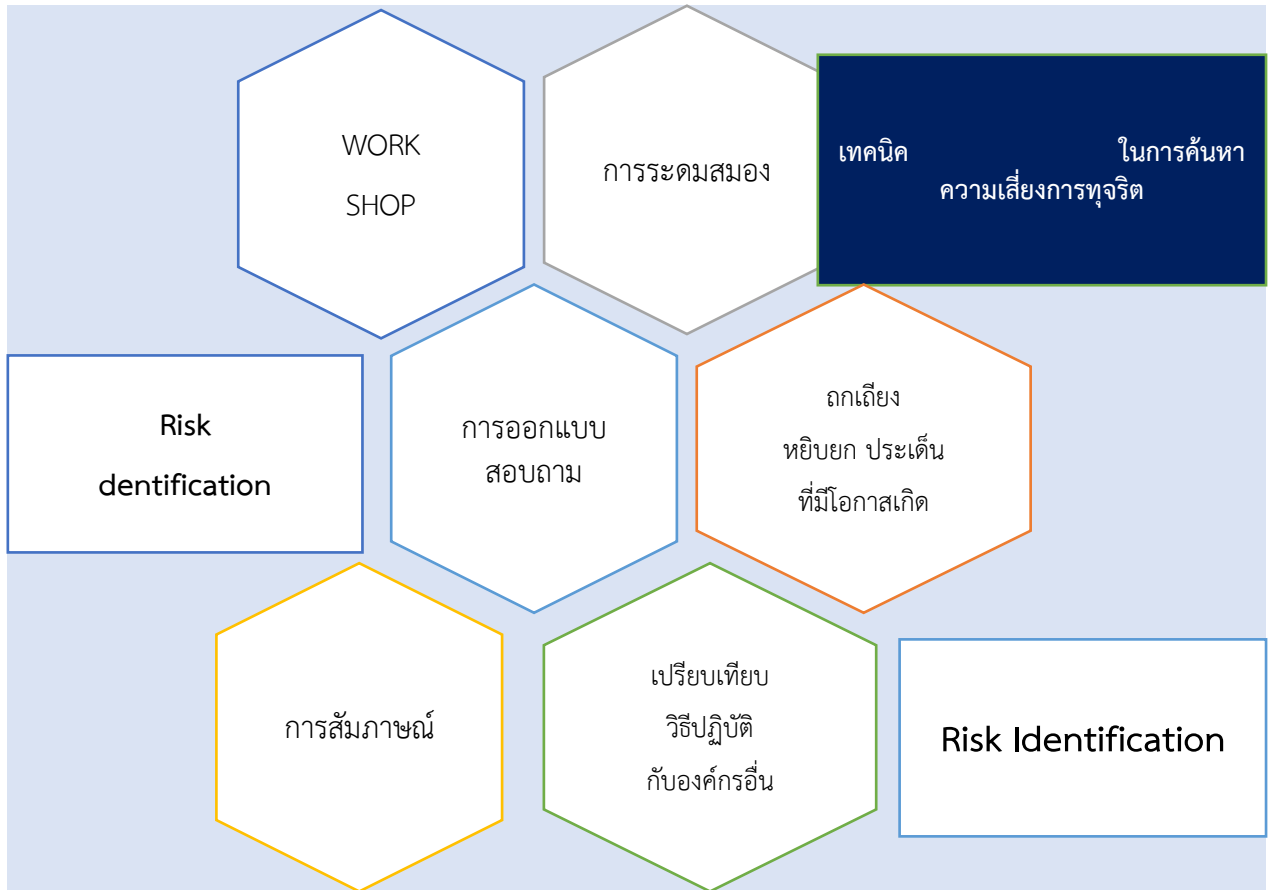 WORK
SHOP
การระดมสมอง
เทคนิค ในการค้นหา
ความเสี่ยงการทุจริต
Risk
dentification
การออกแบบ
สอบถาม
ถกเถียง
หยิบยก ประเด็น
ที่มีโอกาสเกิด
การสัมภาษณ์
เปรียบเทียบ
วิธีปฏิบัติ
กับองค์กรอื่น
Risk Identification